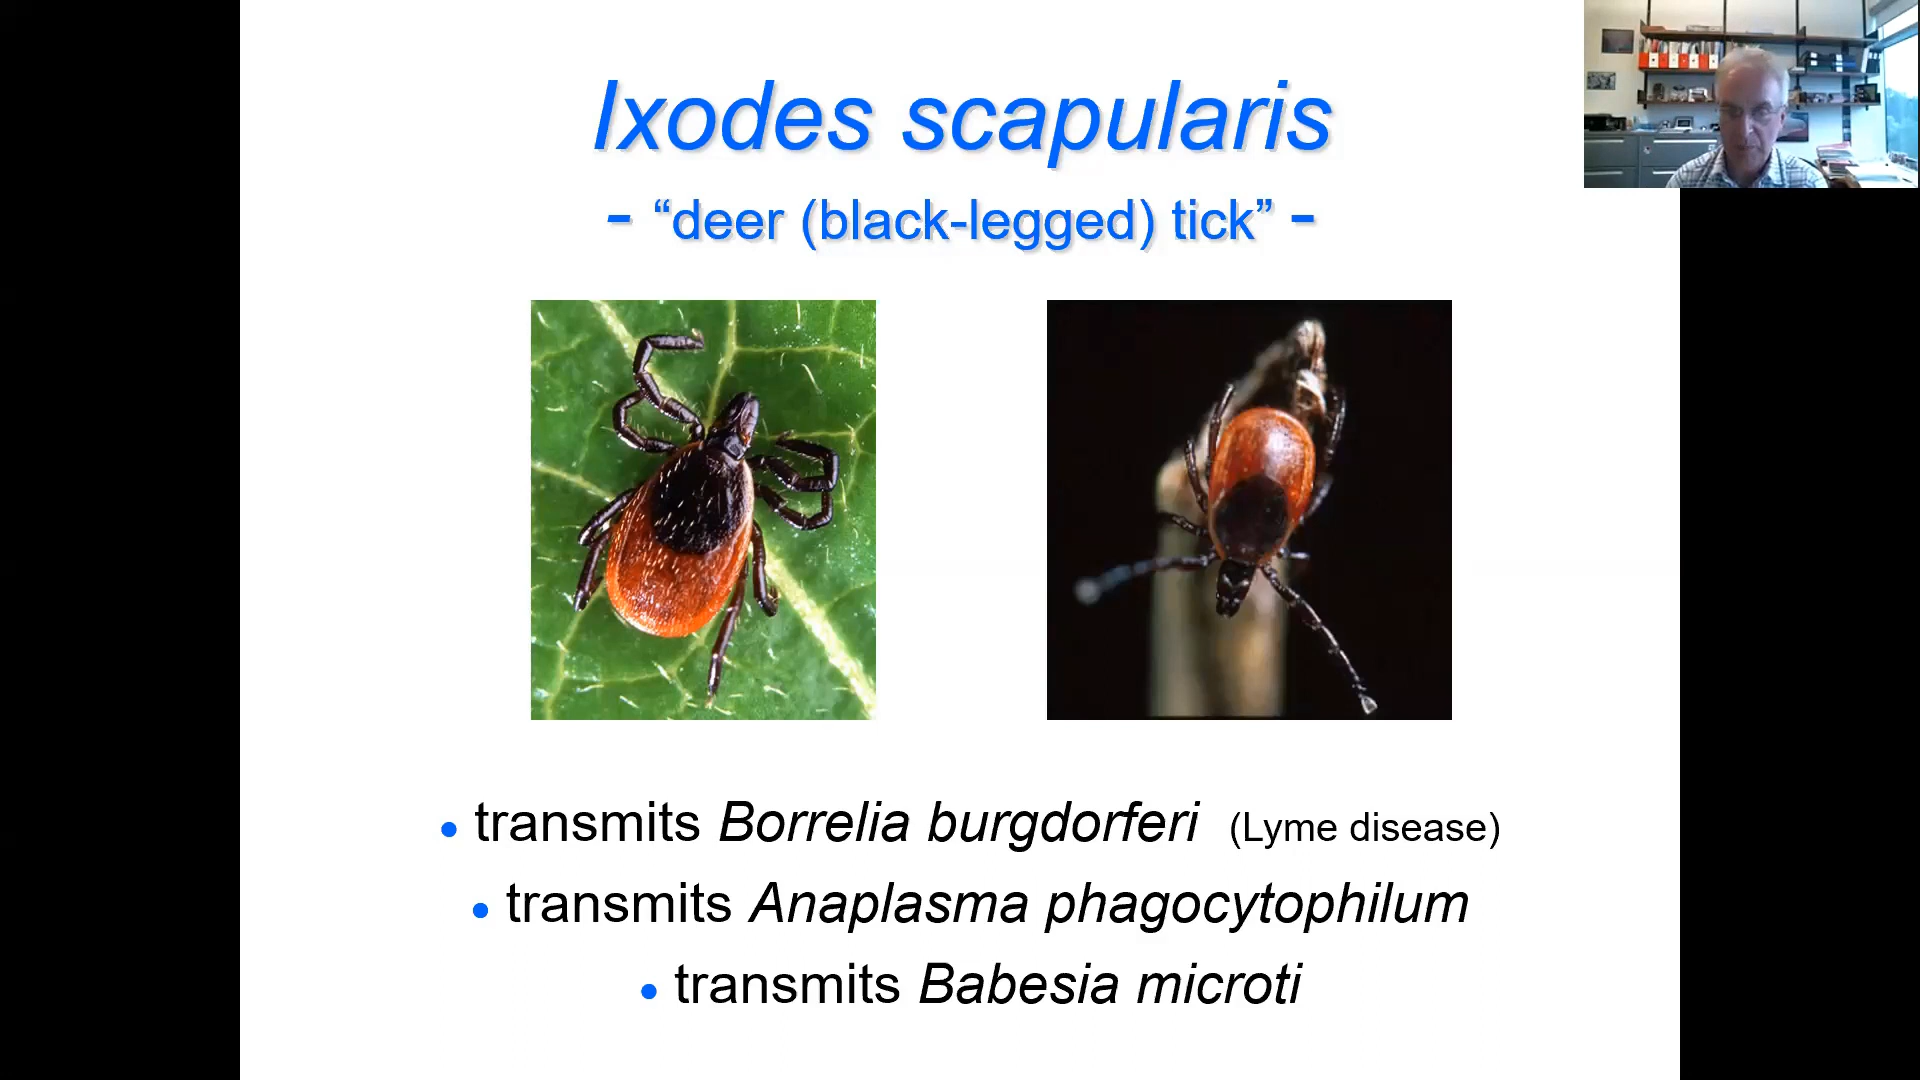 Ixodes scapularis
- “deer (black-legged) tick” -
• transmits Borrelia burgdorferi (Lyme disease)
• transmits Anaplasma phagocytophilum
• transmits Babesia microti